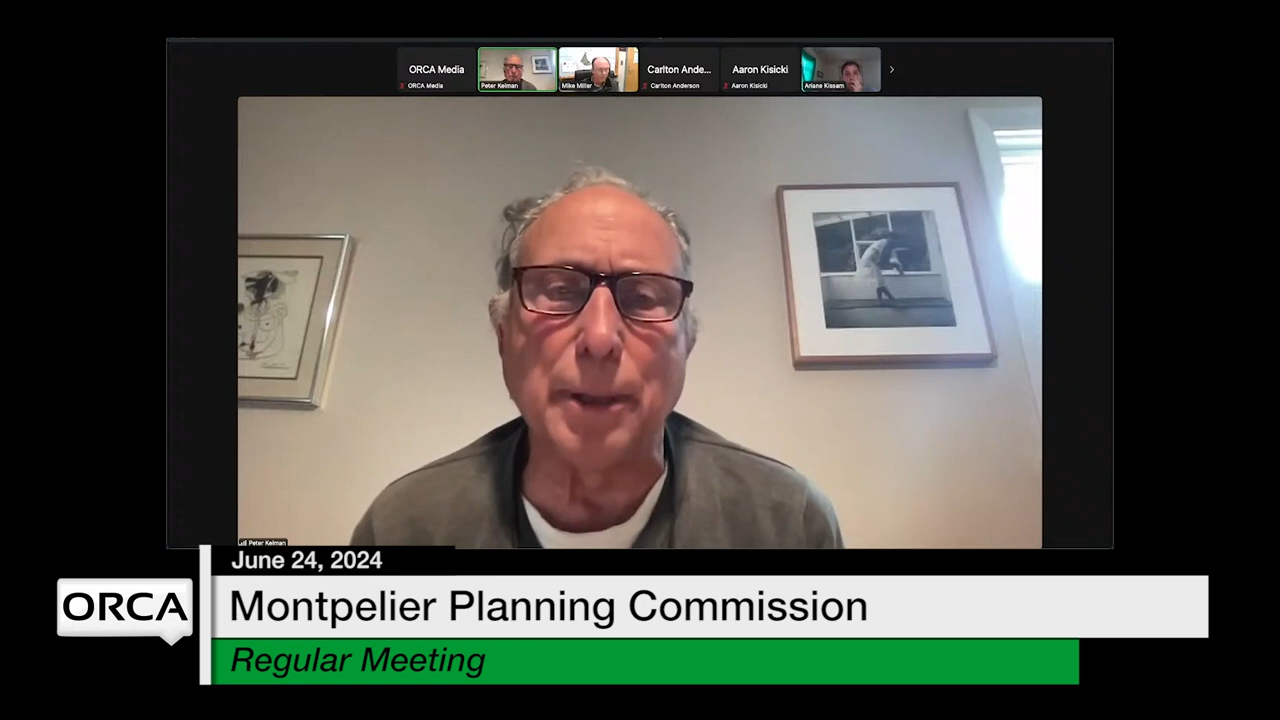 ORCA Media
Carlton Ande...
Aaron Kisicki
ORCA Media
Peter Kelman
Mike Miller
Carlton Anderson
Aaron Kisicki
Ariane Kissam
Peter Kelman
June 24, 2024
ORCA
Montpelier Planning Commission
Regular Meeting